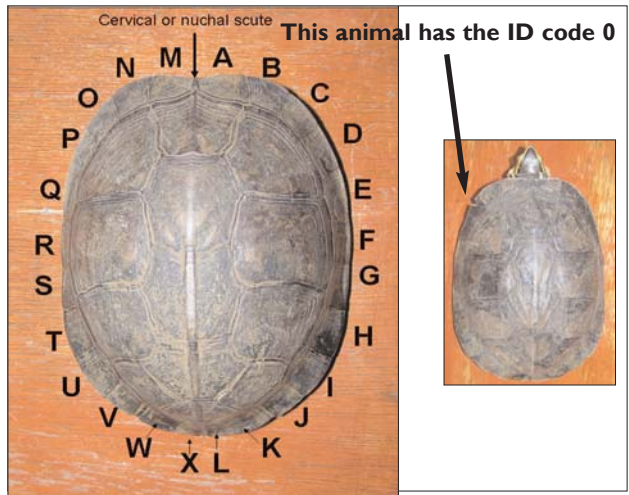 Cervical or nuchal scute
This animal has the ID code 0
M A
N B
O C
P D
Q E
R F
S G
T H
U I
V J
W K
X L